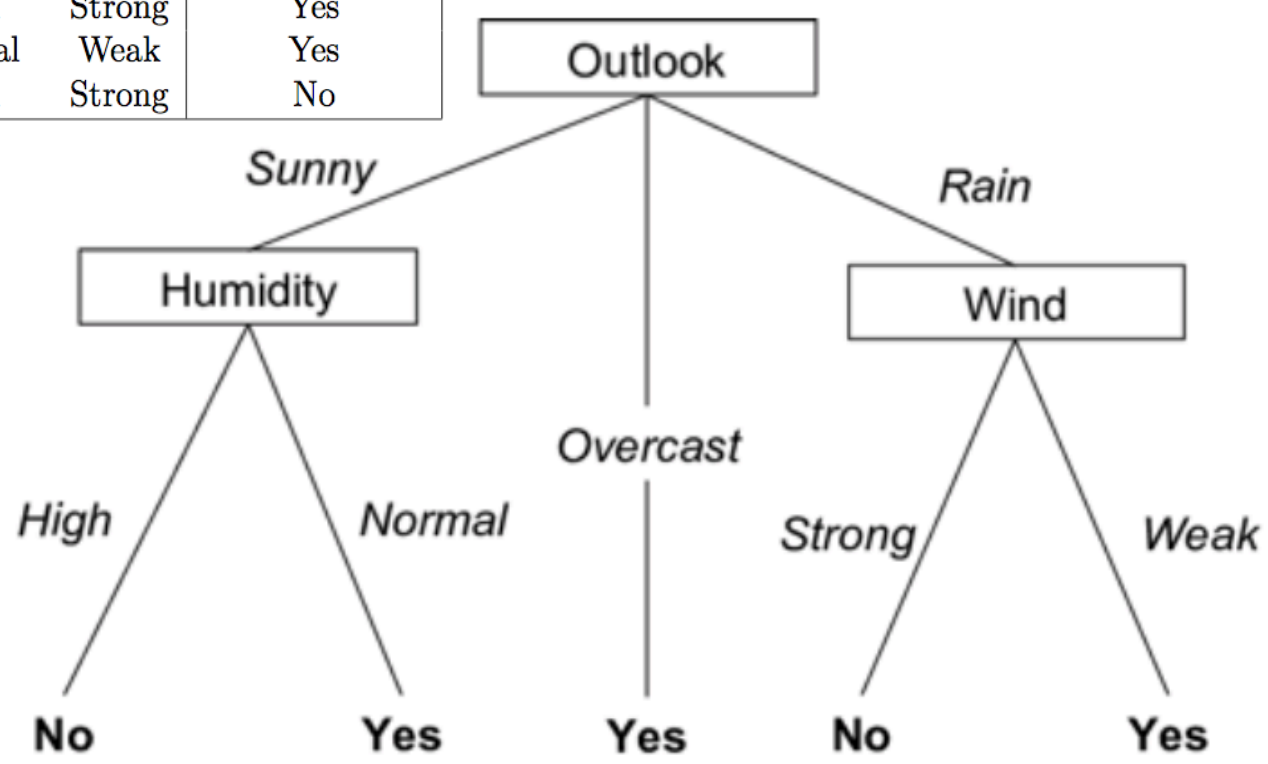 Strong Yes
al Weak Yes
Strong No
Outlook
Sunny
Rain
Humidity
Wind
Overcast
High
Normal
Strong
Weak
No
Yes
Yes
No
Yes